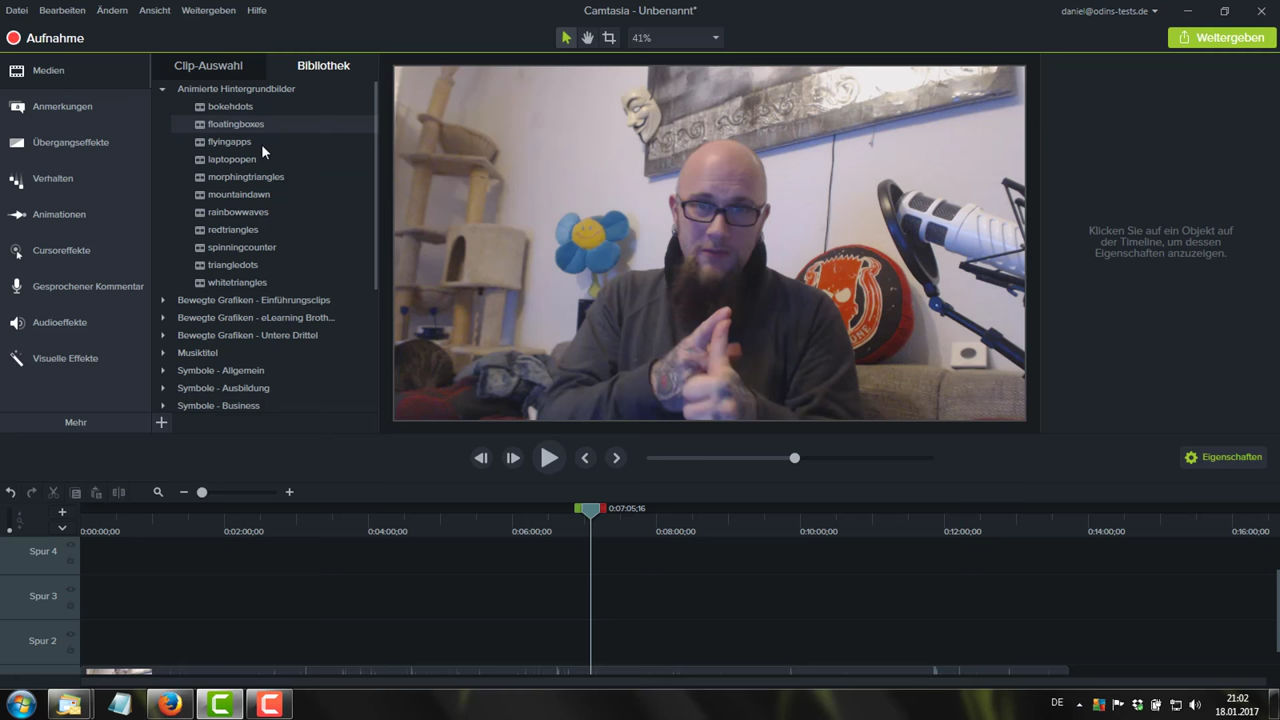 Datei Bearbeiten Ändern Ansicht Weitergeben Hilfe
Camtasia - Unbenannt*
daniel@odins-tests.de
Aufnahme
41%
Weitergeben
Medien
Anmerkungen
Übergangseffekte
Verhalten
Animationen
Cursoreffekte
Gesprochener Kommentar
Audioeffekte
Visuelle Effekte
Mehr
Clip-Auswahl
Bibliothek
Animierte Hintergrundbilder
bokehdots
floatingboxes
flyingapps
laptopopen
morphingtriangles
mountaindawn
rainbowwaves
redtriangles
spinningcounter
triangledots
whitetriangles
Bewegte Grafiken - Einführungsclips
Bewegte Grafiken - eLearning Broth...
Bewegte Grafiken - Untere Drittel
Musiktitel
Symbole - Allgemein
Symbole - Ausbildung
Symbole - Business
Klicken Sie auf ein Objekt auf
der Timeline, um dessen
Eigenschaften anzuzeigen.
Eigenschaften
0:07:05;16
0:00:00;00 0:02:00;00 0:04:00;00 0:06:00;00 0:08:00;00 0:10:00;00 0:12:00;00 0:14:00;00 0:16:00;00
Spur 4
Spur 3
Spur 2
DE
21:02
18.01.2017